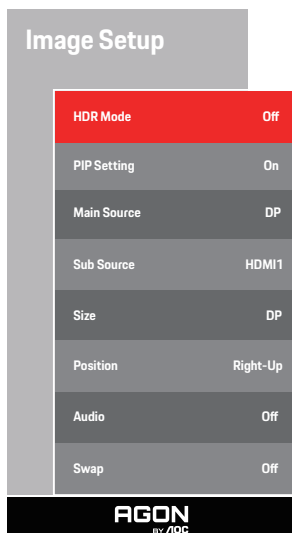 Image Setup
HDR Mode Off
PIP Setting On
Main Source DP
Sub Source HDMI1
Size DP
Position Right-Up
Audio Off
Swap Off
AGON
BY AOC